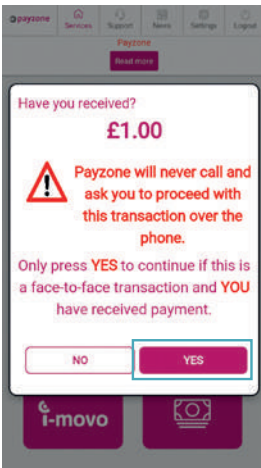 payzone
Services Support News Settings Logout
Payzone
Read more
Have you received?
£1.00
Payzone will never call and
ask you to proceed with
this transaction over the
phone.
Only press YES to continue if this is
a face-to-face transaction and YOU
have received payment.
NO YES
i-movo